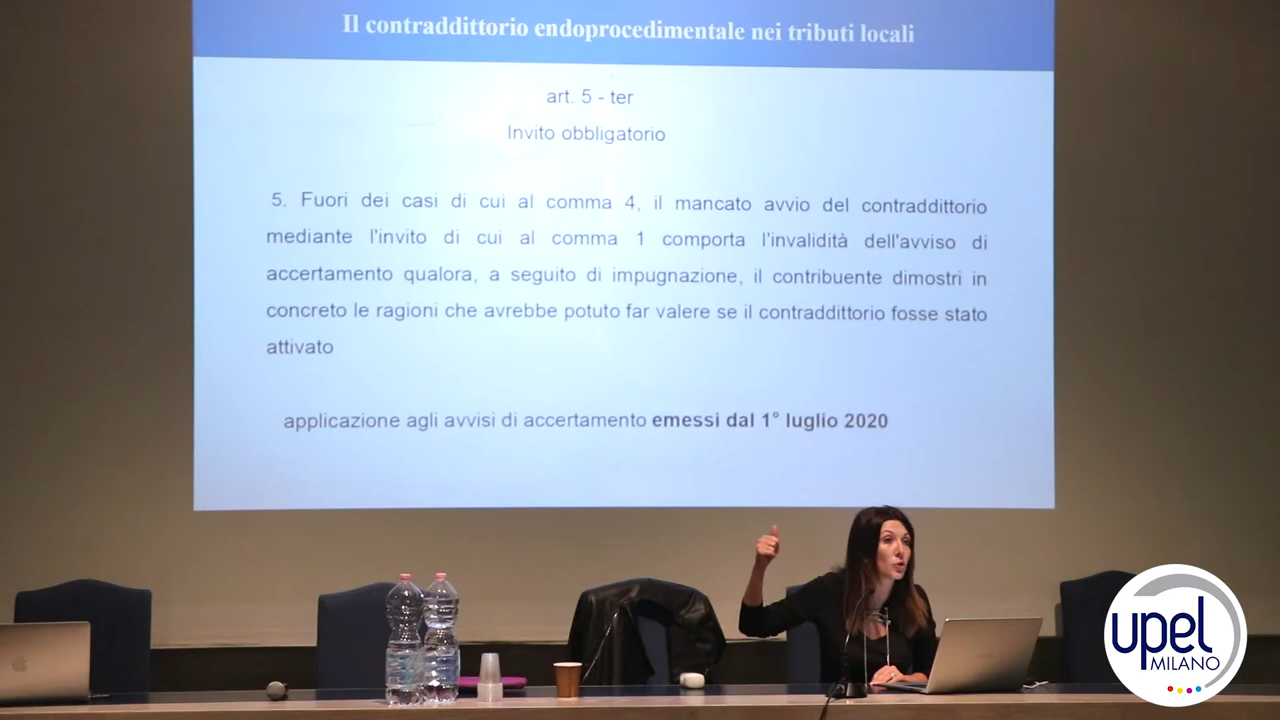 Il contraddittorio endoprocedimentale nei tributi locali
art. 5 - ter
Invito obbligatorio
5. Fuori dei casi di cui al comma 4, il mancato avvio del contraddittorio
mediante l'invito di cui al comma 1 comporta l'invalidità dell'avviso di
accertamento qualora, a seguito di impugnazione, il contribuente dimostri in
concreto le ragioni che avrebbe potuto far valere se il contraddittorio fosse stato
attivato
applicazione agli avvisi di accertamento emessi dal 1° luglio 2020
upel
MILANO